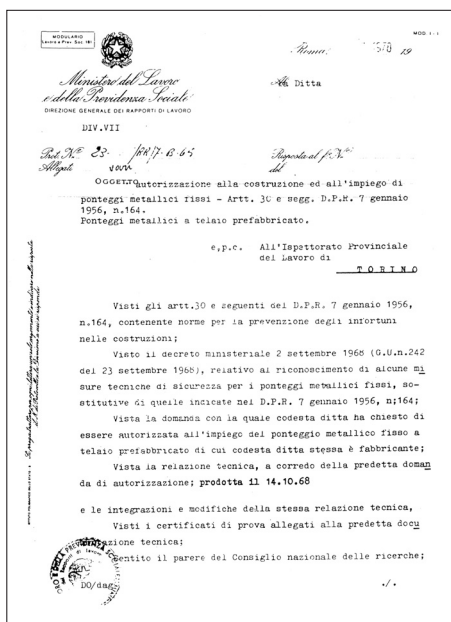 MODULARIO
Lavoro e Prev. Soc. 181
MOD. I - I
Roma, 1970 19
Ministero del Lavoro
e della Previdenza Sociale
DIREZIONE GENERALE DEI RAPPORTI DI LAVORO
Alla Ditta
DIV.VII
Prot. N.
Allegati vari
Risposta al f. N.
del
OGGETTO autorizzazione alla costruzione ed all'impiego di
ponteggi metallici fissi - Artt. 30 e segg. D.P.R. 7 gennaio
1956, n.164.
Ponteggi metallici a telaio prefabbricato.
e,p.c. All'Ispettorato Provinciale
del Lavoro di
TORINO
Visti gli artt.30 e seguenti del D.P.R. 7 gennaio 1956,
n.164, contenente norme per la prevenzione degli infortuni
nelle costruzioni;
Visto il decreto ministeriale 2 settembre 1968 (G.U.n.242
del 23 settembre 1968), relativo al riconoscimento di alcune mi
sure tecniche di sicurezza per i ponteggi metallici fissi, so-
stitutive di quelle indicate nel D.P.R. 7 gennaio 1956, n;164;
Vista la domanda con la quale codesta ditta ha chiesto di
essere autorizzata all'impiego del ponteggio metallico fisso a
telaio prefabbricato di cui codesta ditta stessa è fabbricante;
Vista la relazione tecnica, a corredo della predetta doman
da di autorizzazione; prodotta il 14.10.68
e le integrazioni e modifiche della stessa relazione tecnica,
Visti i certificati di prova allegati alla predetta docu
azione tecnica;
entito il parere del Consiglio nazionale delle ricerche;
DO/dag
./.